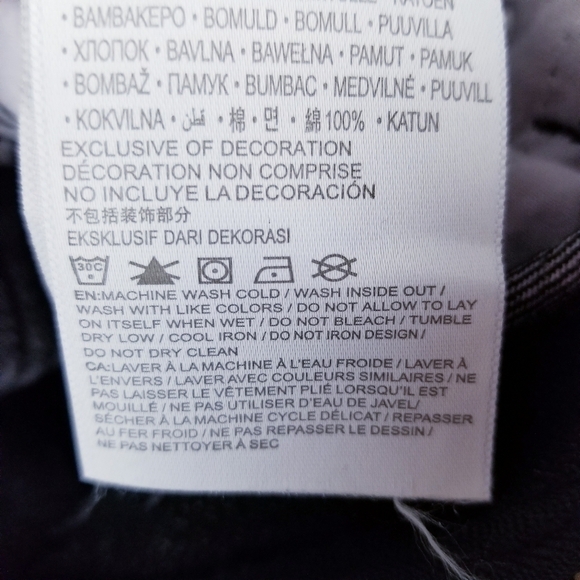 KATOEN
• ВАМВАКЕРО • BOMULD • BOMULL • PUUVILLA
• ХЛОПОК • BAVLNA • BAWEŁNA • PAMUT • PAMUK
• BOMBAŽ • ПАМУК • BUMBAC • MEDVILNĖ • PUUVILL
• KOKVILNA • قطن • 棉 • 면 • 綿 100% • KATUN
EXCLUSIVE OF DECORATION
DÉCORATION NON COMPRISE
NO INCLUYE LA DECORACIÓN
不包括装饰部分
EKSKLUSIF DARI DEKORASI
30C
EN:MACHINE WASH COLD / WASH INSIDE OUT /
WASH WITH LIKE COLORS / DO NOT ALLOW TO LAY
ON ITSELF WHEN WET / DO NOT BLEACH / TUMBLE
DRY LOW / COOL IRON / DO NOT IRON DESIGN /
DO NOT DRY CLEAN
CA:LAVER À LA MACHINE À L'EAU FROIDE / LAVER À
L'ENVERS / LAVER AVEC COULEURS SIMILAIRES / NE
PAS LAISSER LE VÊTEMENT PLIÉ LORSQU'IL EST
MOUILLÉ / NE PAS UTILISER D'EAU DE JAVEL/
SÉCHER À LA MACHINE CYCLE DÉLICAT / REPASSER
AU FER FROID / NE PAS REPASSER LE DESSIN /
NE PAS NETTOYER À SEC